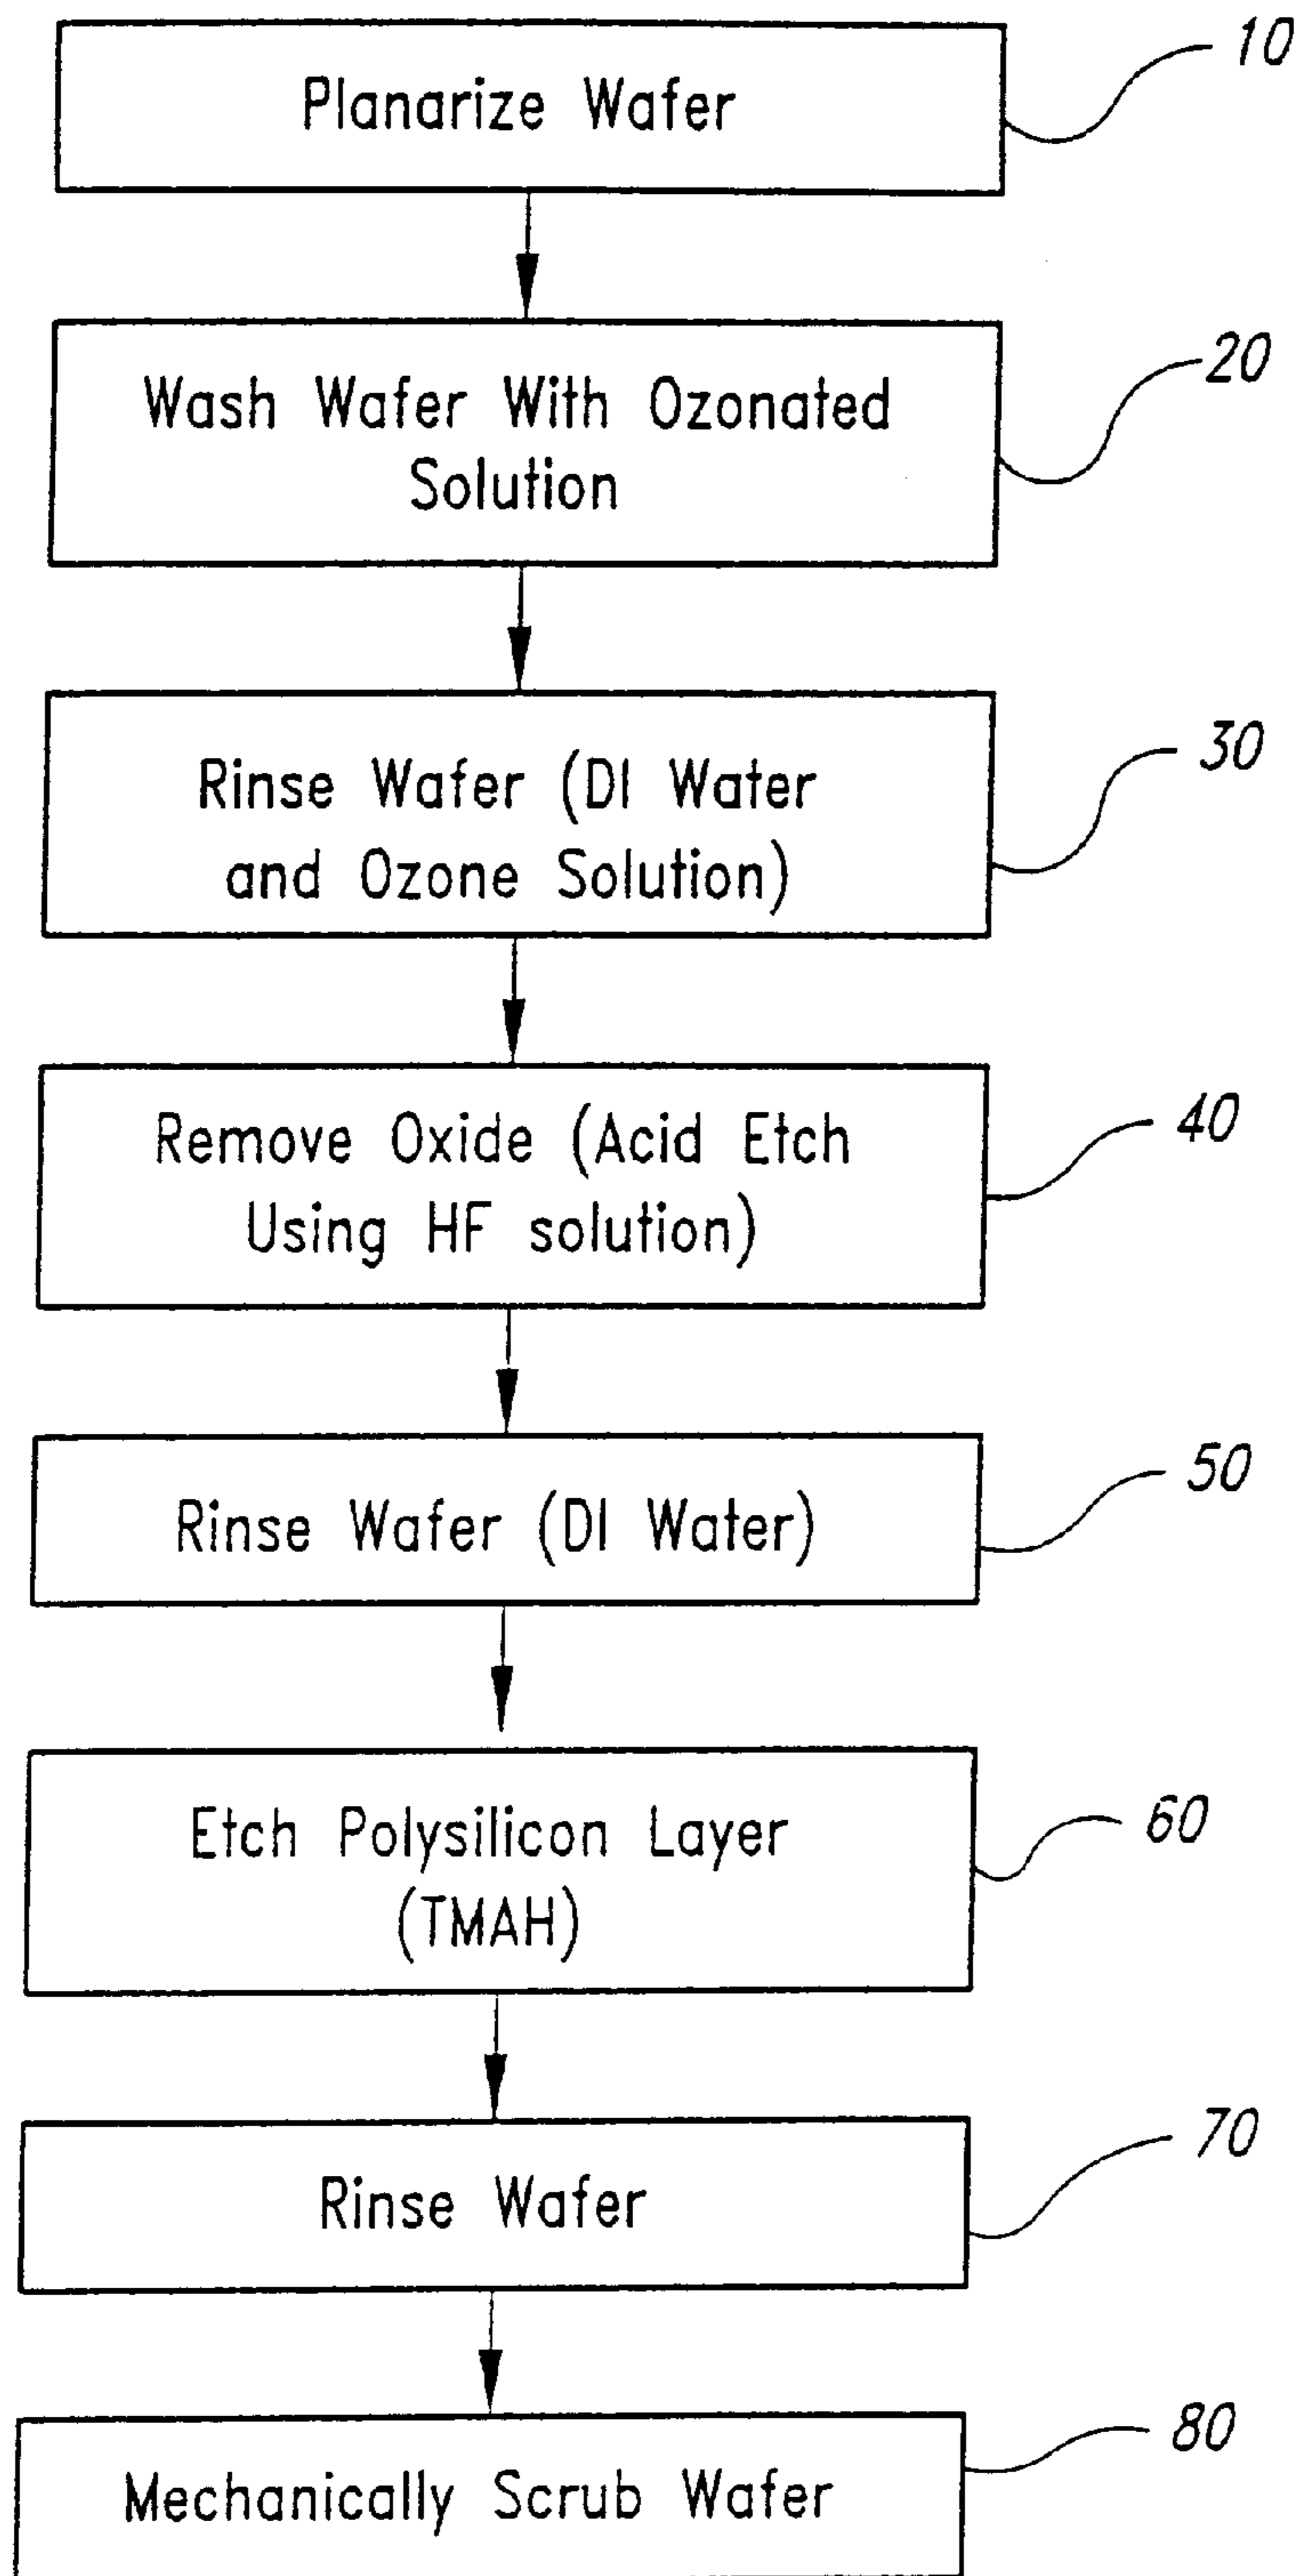 Planarize Wafer
10
Wash Wafer With Ozonated
Solution
20
Rinse Wafer (DI Water
and Ozone Solution)
30
Remove Oxide (Acid Etch
Using HF solution)
40
Rinse Wafer (DI Water)
50
Etch Polysilicon Layer
(TMAH)
60
Rinse Wafer
70
Mechanically Scrub Wafer
80